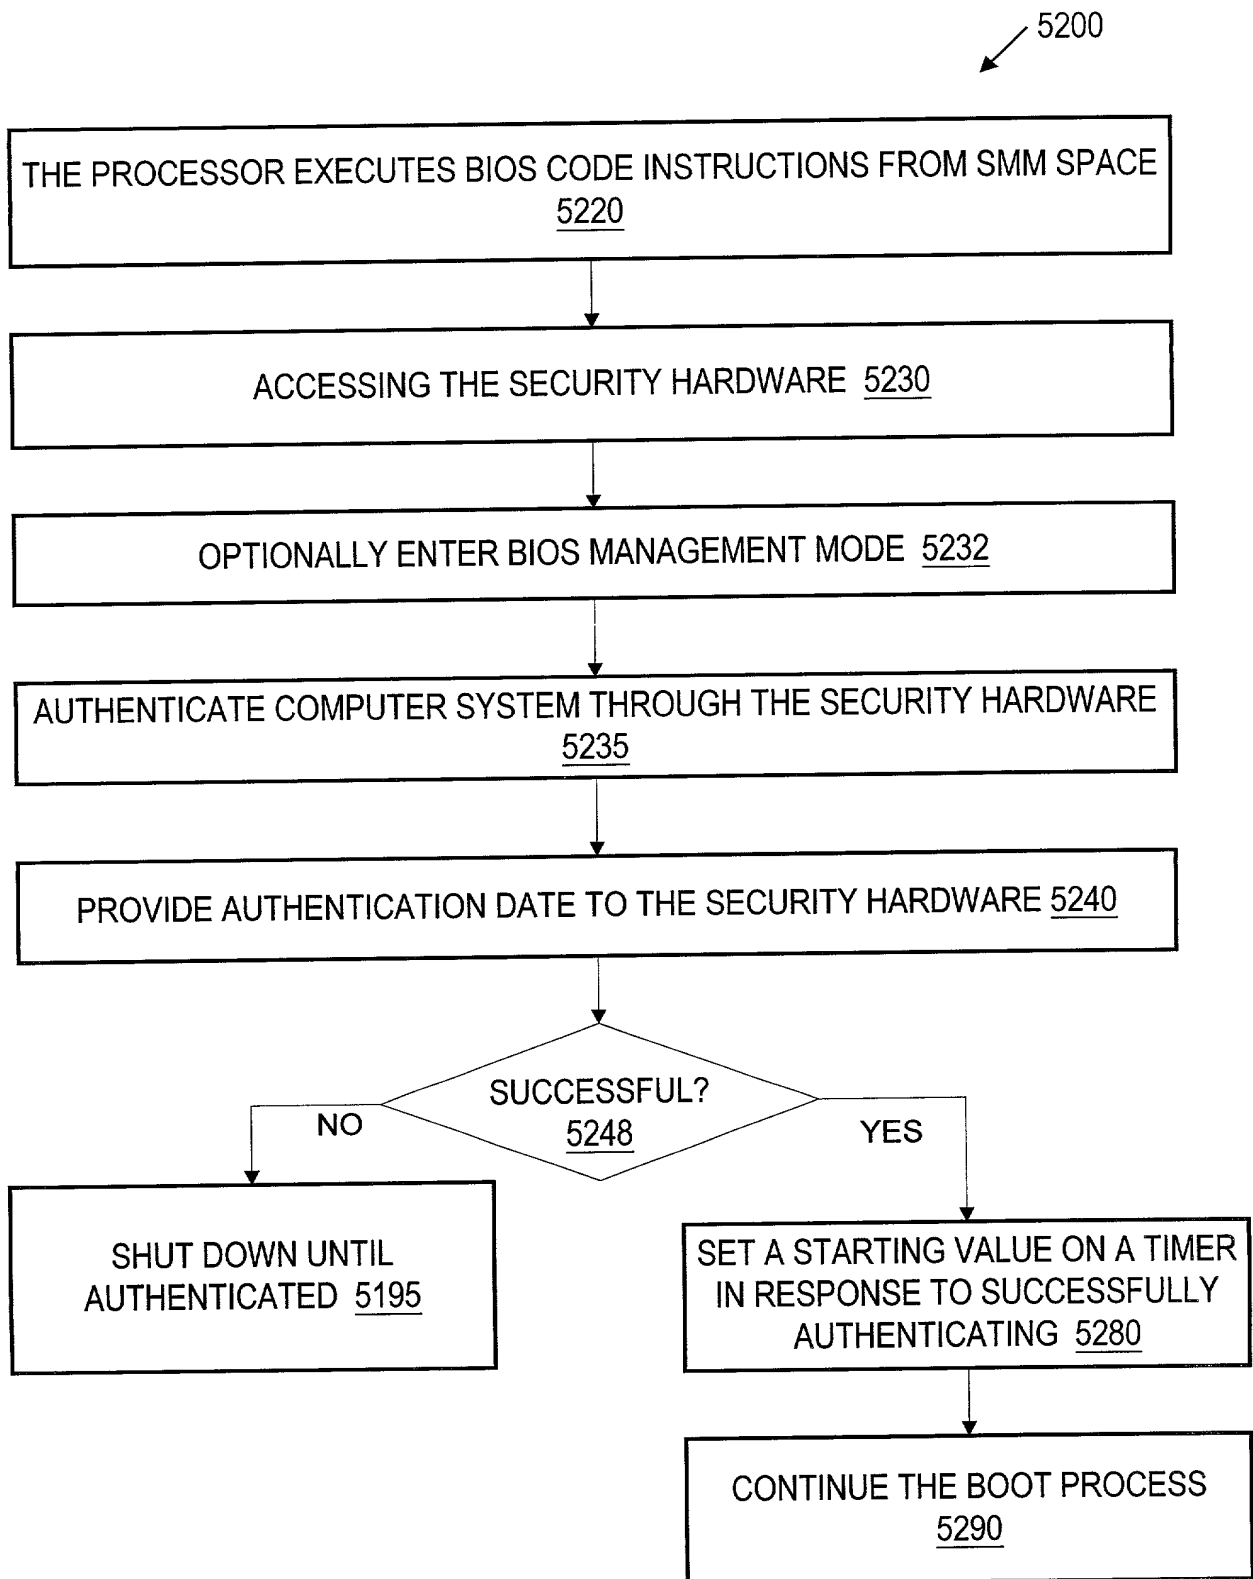 5200
THE PROCESSOR EXECUTES BIOS CODE INSTRUCTIONS FROM SMM SPACE
5220
ACCESSING THE SECURITY HARDWARE 5230
OPTIONALLY ENTER BIOS MANAGEMENT MODE 5232
AUTHENTICATE COMPUTER SYSTEM THROUGH THE SECURITY HARDWARE
5235
PROVIDE AUTHENTICATION DATE TO THE SECURITY HARDWARE 5240
SUCCESSFUL?
5248
NO
YES
SHUT DOWN UNTIL
AUTHENTICATED 5195
SET A STARTING VALUE ON A TIMER
IN RESPONSE TO SUCCESSFULLY
AUTHENTICATING 5280
CONTINUE THE BOOT PROCESS
5290